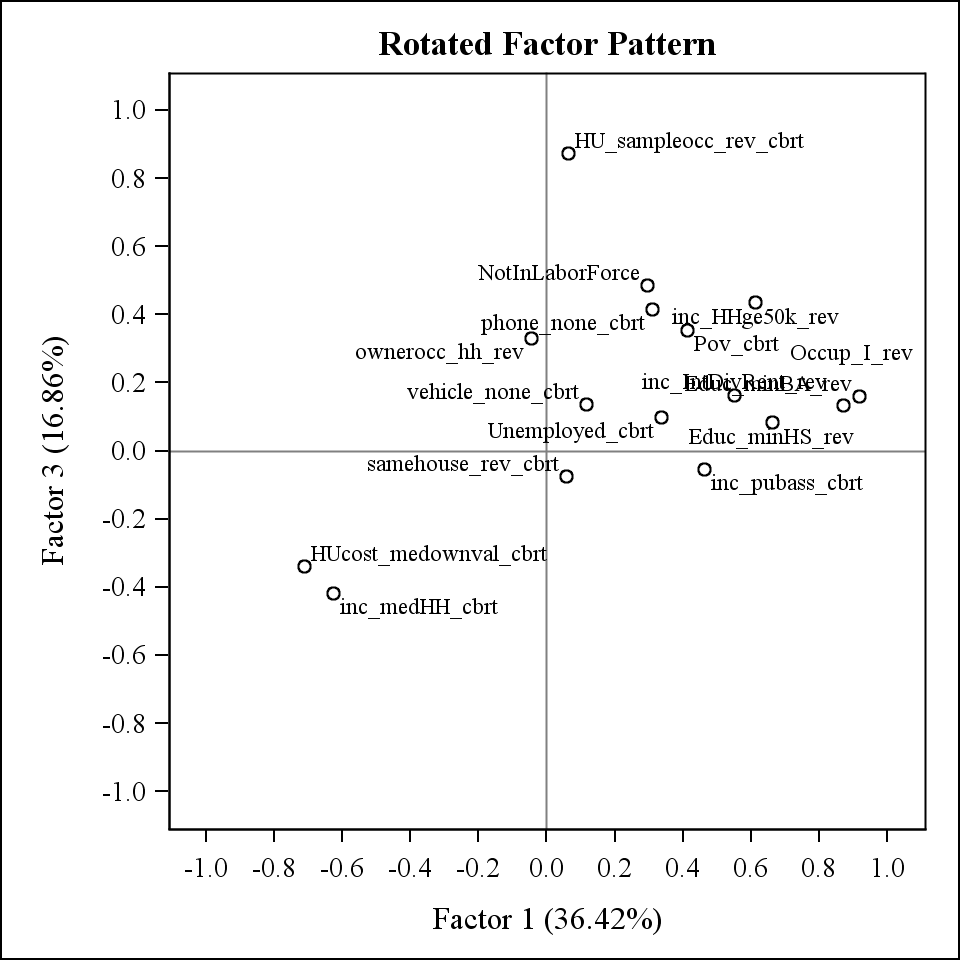 Rotated Factor Pattern
1.0
HU_sampleocc_rev_cbrt
0.8
0.6
NotInLaborForce
0.4
inc_HHge50k_rev
phone_none_cbrt
Pov_cbrt
ownerocc_hh_rev
Occup_I_rev
0.2
inc_IntDivRent_rev
Educ_minBA_rev
vehicle_none_cbrt
Unemployed_cbrt
Educ_minHS_rev
0.0
samehouse_rev_cbrt
inc_pubass_cbrt
-0.2
HUcost_medownval_cbrt
-0.4
inc_medHH_cbrt
-0.6
-0.8
-1.0
Factor 3 (16.86%)
-1.0 -0.8 -0.6 -0.4 -0.2 0.0 0.2 0.4 0.6 0.8 1.0
Factor 1 (36.42%)